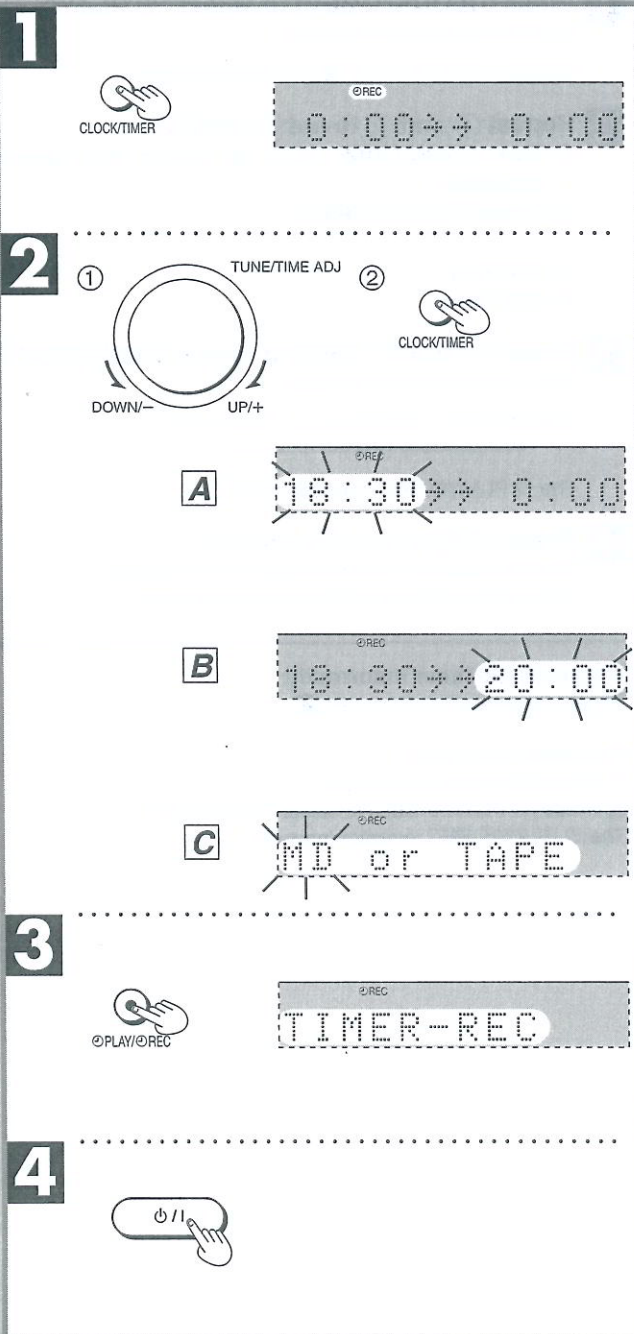 1
⏲REC
CLOCK/TIMER
0:00→→ 0:00
2
① TUNE/TIME ADJ ②
CLOCK/TIMER
DOWN/− UP/+
A
⏲REC
18:30→→ 0:00
B
⏲REC
18:30→→20:00
C
⏲REC
MD or TAPE
3
⏲PLAY/⏲REC
⏲REC
TIMER-REC
4
⏻/I